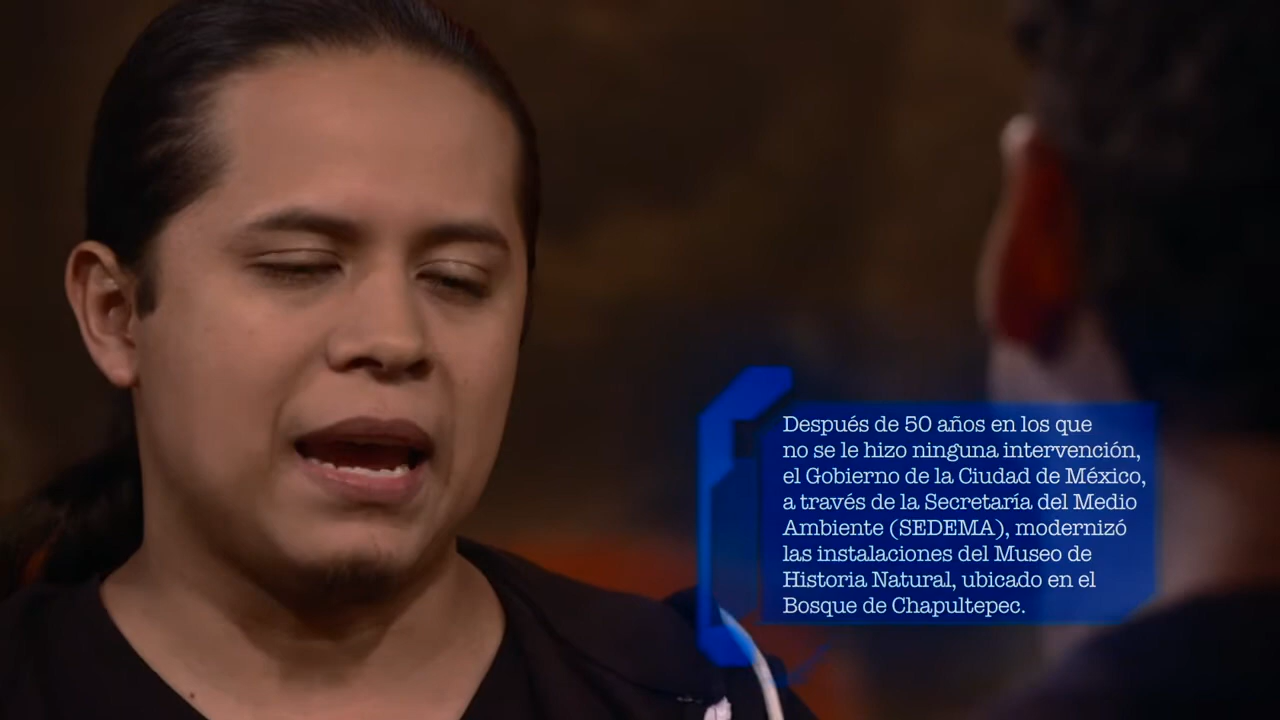 Después de 50 años en los que
no se le hizo ninguna intervención,
el Gobierno de la Ciudad de México,
a través de la Secretaría del Medio
Ambiente (SEDEMA), modernizó
las instalaciones del Museo de
Historia Natural, ubicado en el
Bosque de Chapultepec.